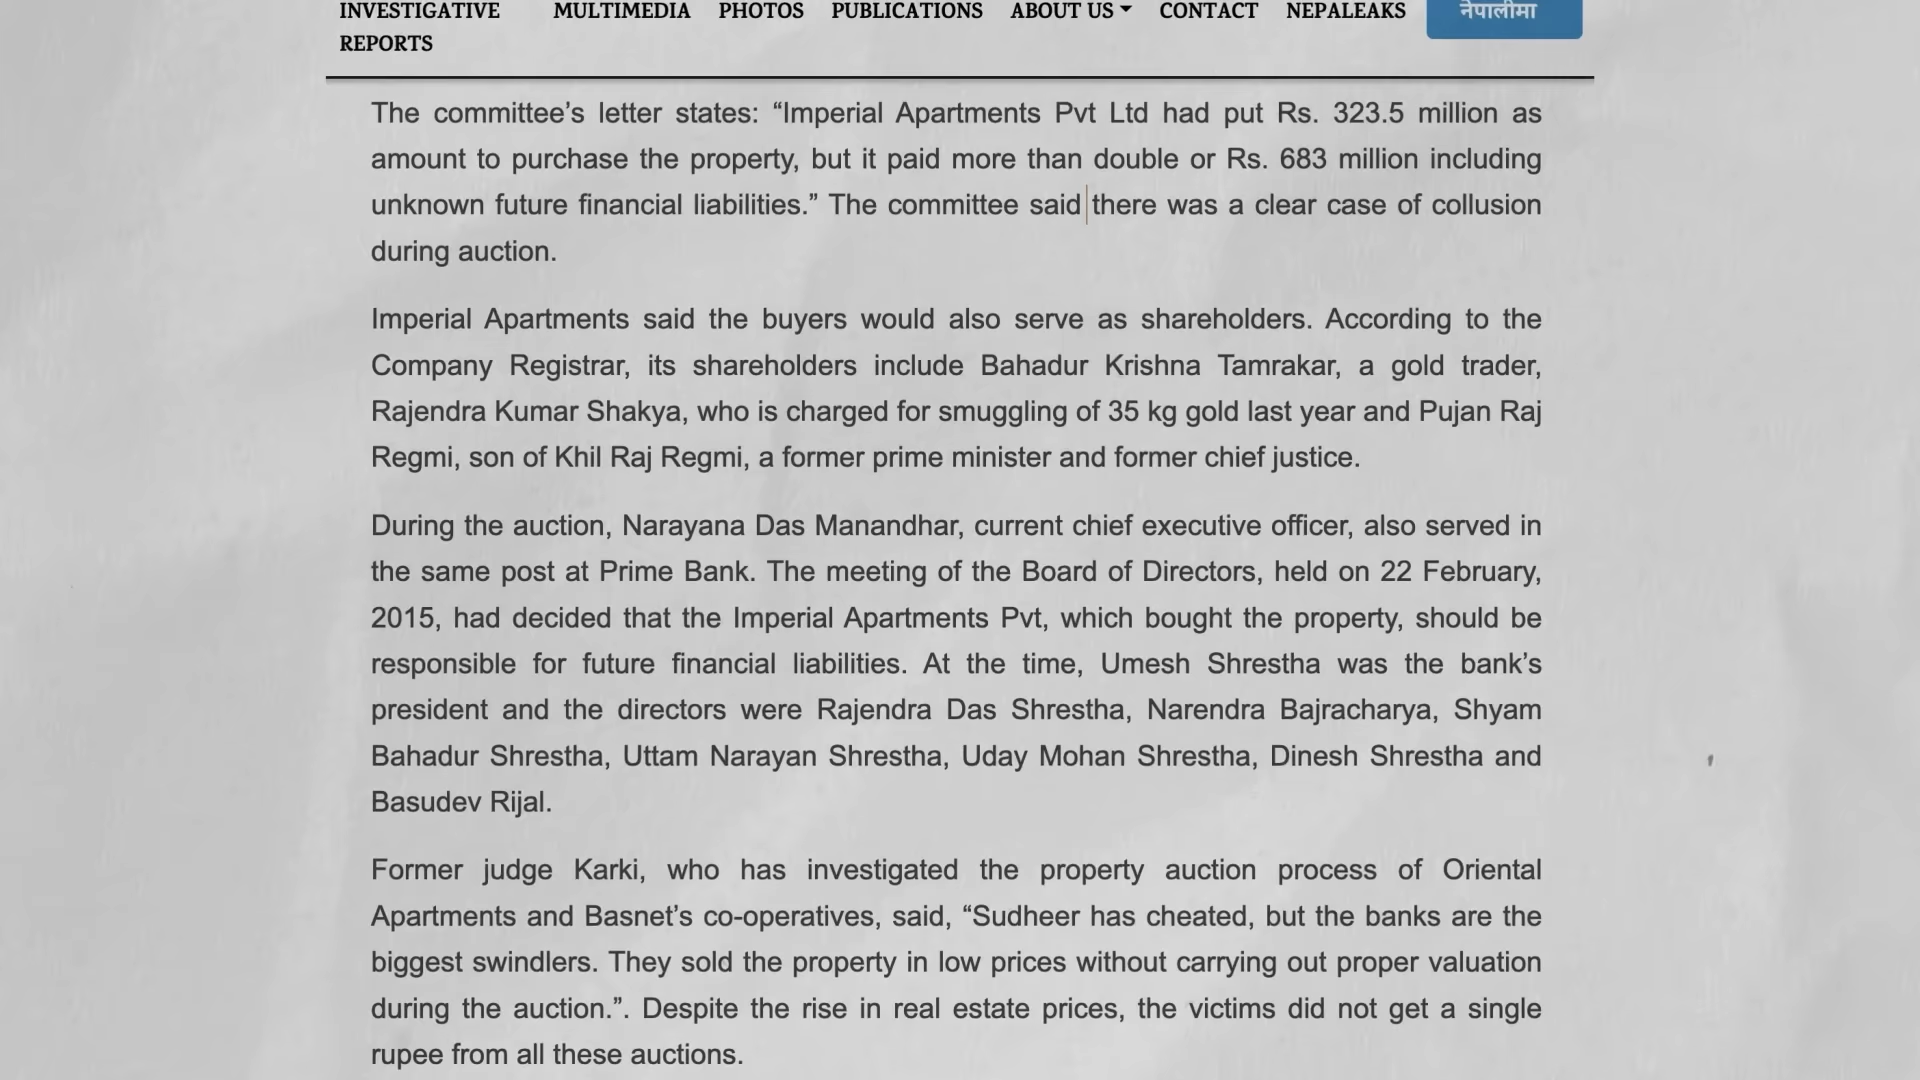 INVESTIGATIVE REPORTS MULTIMEDIA PHOTOS PUBLICATIONS ABOUT US CONTACT NEPALEAKS नेपालीमा
The committee’s letter states: “Imperial Apartments Pvt Ltd had put Rs. 323.5 million as
amount to purchase the property, but it paid more than double or Rs. 683 million including
unknown future financial liabilities.” The committee said there was a clear case of collusion
during auction.
Imperial Apartments said the buyers would also serve as shareholders. According to the
Company Registrar, its shareholders include Bahadur Krishna Tamrakar, a gold trader,
Rajendra Kumar Shakya, who is charged for smuggling of 35 kg gold last year and Pujan Raj
Regmi, son of Khil Raj Regmi, a former prime minister and former chief justice.
During the auction, Narayana Das Manandhar, current chief executive officer, also served in
the same post at Prime Bank. The meeting of the Board of Directors, held on 22 February,
2015, had decided that the Imperial Apartments Pvt, which bought the property, should be
responsible for future financial liabilities. At the time, Umesh Shrestha was the bank’s
president and the directors were Rajendra Das Shrestha, Narendra Bajracharya, Shyam
Bahadur Shrestha, Uttam Narayan Shrestha, Uday Mohan Shrestha, Dinesh Shrestha and
Basudev Rijal.
Former judge Karki, who has investigated the property auction process of Oriental
Apartments and Basnet’s co-operatives, said, “Sudheer has cheated, but the banks are the
biggest swindlers. They sold the property in low prices without carrying out proper valuation
during the auction.”. Despite the rise in real estate prices, the victims did not get a single
rupee from all these auctions.